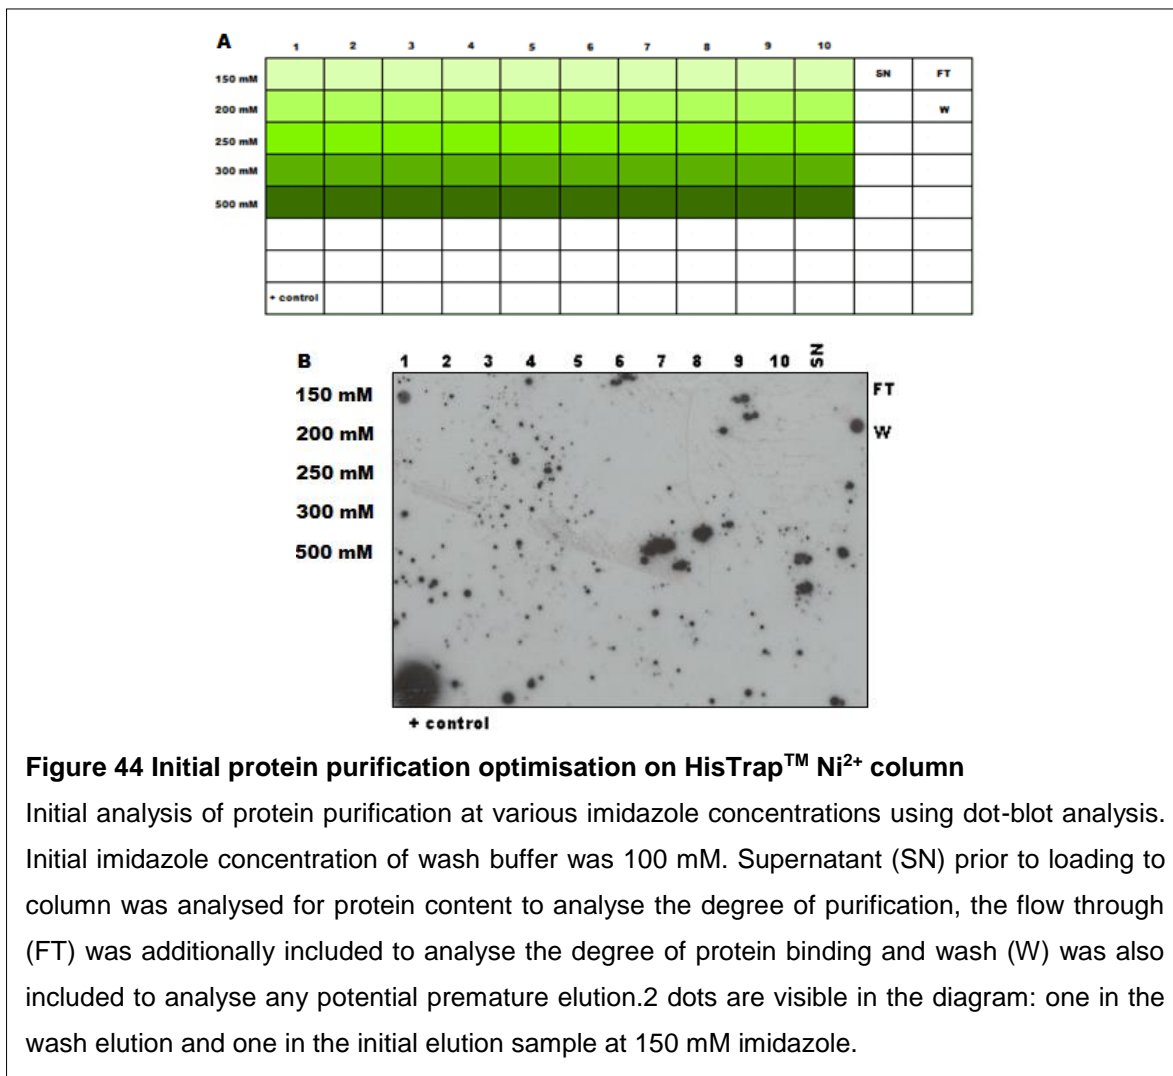 A
1 2 3 4 5 6 7 8 9 10
150 mM SN FT
200 mM W
250 mM
300 mM
500 mM
+ control
B 1 2 3 4 5 6 7 8 9 10 SN
150 mM FT
200 mM W
250 mM
300 mM
500 mM
+ control
Figure 44 Initial protein purification optimisation on HisTrap™ Ni²⁺ column
Initial analysis of protein purification at various imidazole concentrations using dot-blot analysis.
Initial imidazole concentration of wash buffer was 100 mM. Supernatant (SN) prior to loading to
column was analysed for protein content to analyse the degree of purification, the flow through
(FT) was additionally included to analyse the degree of protein binding and wash (W) was also
included to analyse any potential premature elution.2 dots are visible in the diagram: one in the
wash elution and one in the initial elution sample at 150 mM imidazole.